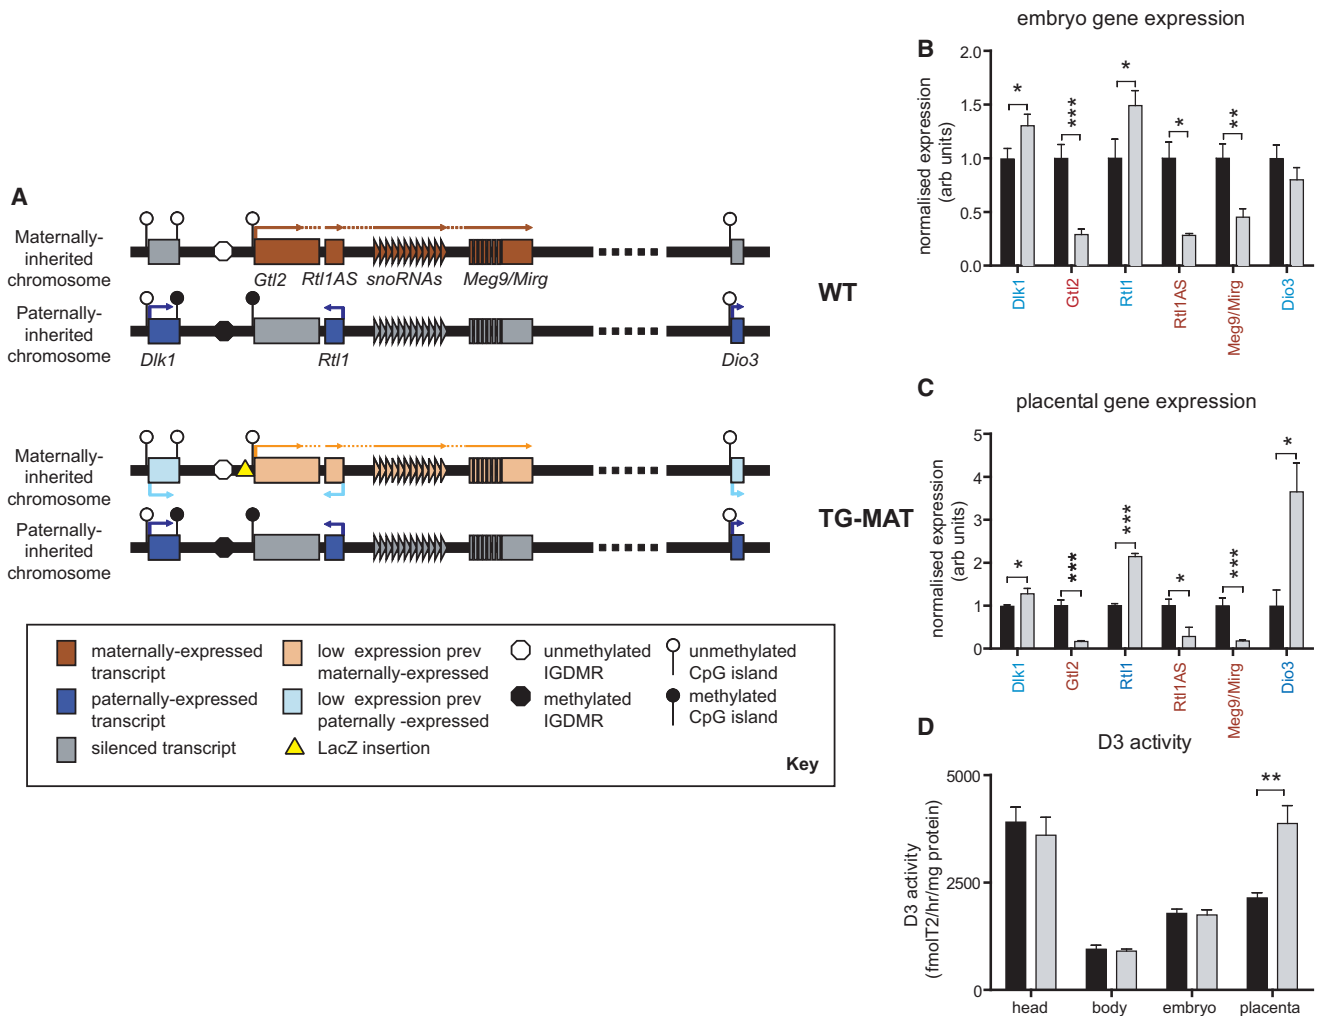 A
Maternally-
inherited
chromosome
Gtl2 Rtl1AS snoRNAs Meg9/Mirg
Paternally-
inherited
chromosome
Dlk1 Rtl1 Dio3
WT
Maternally-
inherited
chromosome
Paternally-
inherited
chromosome
TG-MAT
maternally-expressed
transcript
paternally-expressed
transcript
silenced transcript
low expression prev
maternally-expressed
low expression prev
paternally -expressed
LacZ insertion
unmethylated
IGDMR
methylated
IGDMR
unmethylated
CpG island
methylated
CpG island
Key
embryo gene expression
B
normalised expression
(arb units)
2.0
1.5
1.0
0.5
0.0
*
***
*
*
**
Dlk1
Gtl2
Rtl1
Rtl1AS
Meg9/Mirg
Dio3
C
placental gene expression
normalised expression
(arb units)
5
4
3
2
1
0
*
***
***
*
***
*
Dlk1
Gtl2
Rtl1
Rtl1AS
Meg9/Mirg
Dio3
D
D3 activity
D3 activity
(fmolT2/hr/mg protein)
5000
2500
0
**
head body embryo placenta